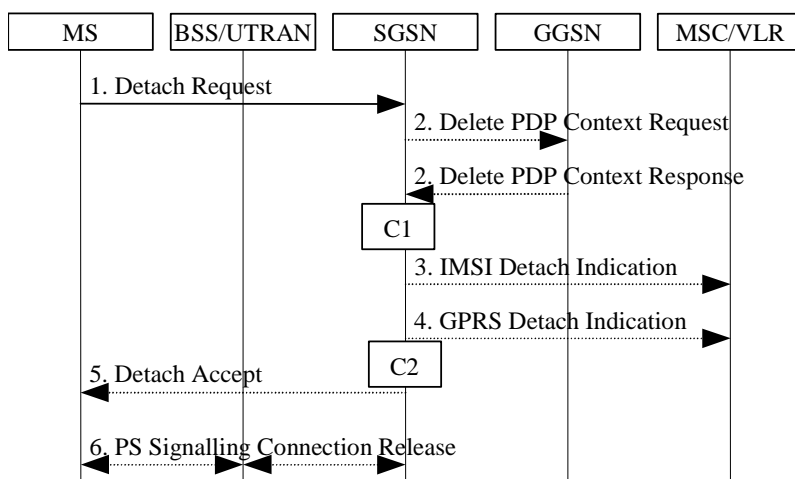 MS BSS/UTRAN SGSN GGSN MSC/VLR
1. Detach Request
2. Delete PDP Context Request
2. Delete PDP Context Response
C1
3. IMSI Detach Indication
4. GPRS Detach Indication
C2
5. Detach Accept
6. PS Signalling Connection Release